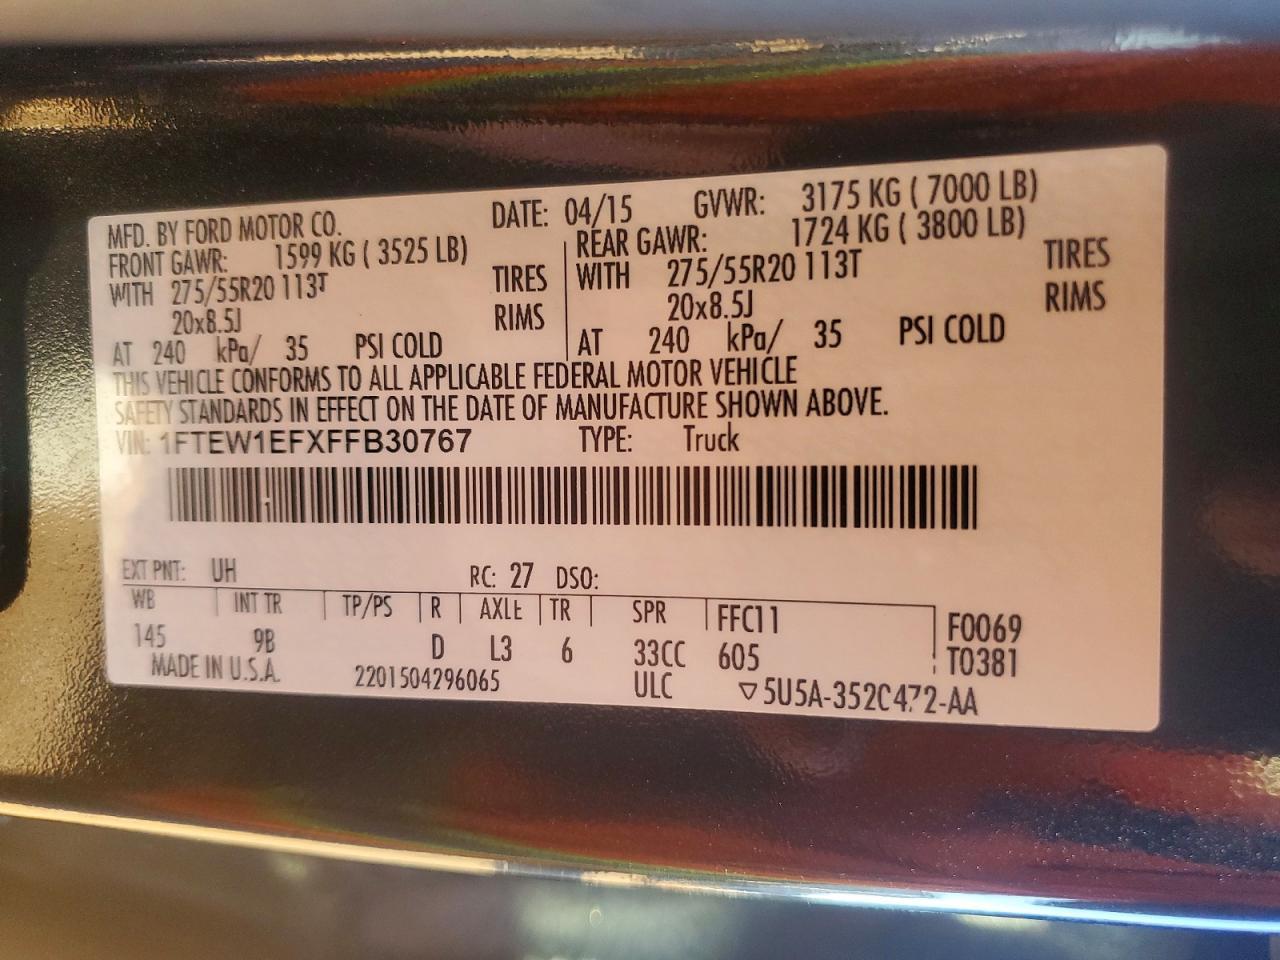 MFD. BY FORD MOTOR CO. DATE: 04/15 GVWR: 3175 KG ( 7000 LB)
FRONT GAWR: 1599 KG ( 3525 LB) REAR GAWR: 1724 KG ( 3800 LB)
WITH 275/55R20 113T TIRES WITH 275/55R20 113T TIRES
20x8.5J RIMS 20x8.5J RIMS
AT 240 kPa/ 35 PSI COLD AT 240 kPa/ 35 PSI COLD
THIS VEHICLE CONFORMS TO ALL APPLICABLE FEDERAL MOTOR VEHICLE
SAFETY STANDARDS IN EFFECT ON THE DATE OF MANUFACTURE SHOWN ABOVE.
VIN: 1FTEW1EFXFFB30767 TYPE: Truck
EXT PNT: UH RC: 27 DSO:
WB INT TR TP/PS R AXLE TR SPR FFC11 F0069
145 9B D L3 6 33CC 605 T0381
MADE IN U.S.A. 2201504296065 ULC ▽5U5A-3520472-AA